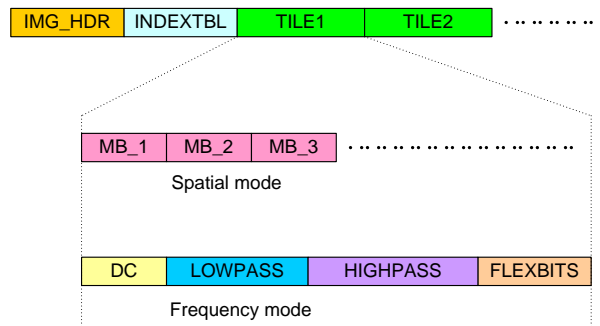 IMG_HDR INDEXTBL TILE1 TILE2
MB_1 MB_2 MB_3
Spatial mode
DC LOWPASS HIGHPASS FLEXBITS
Frequency mode